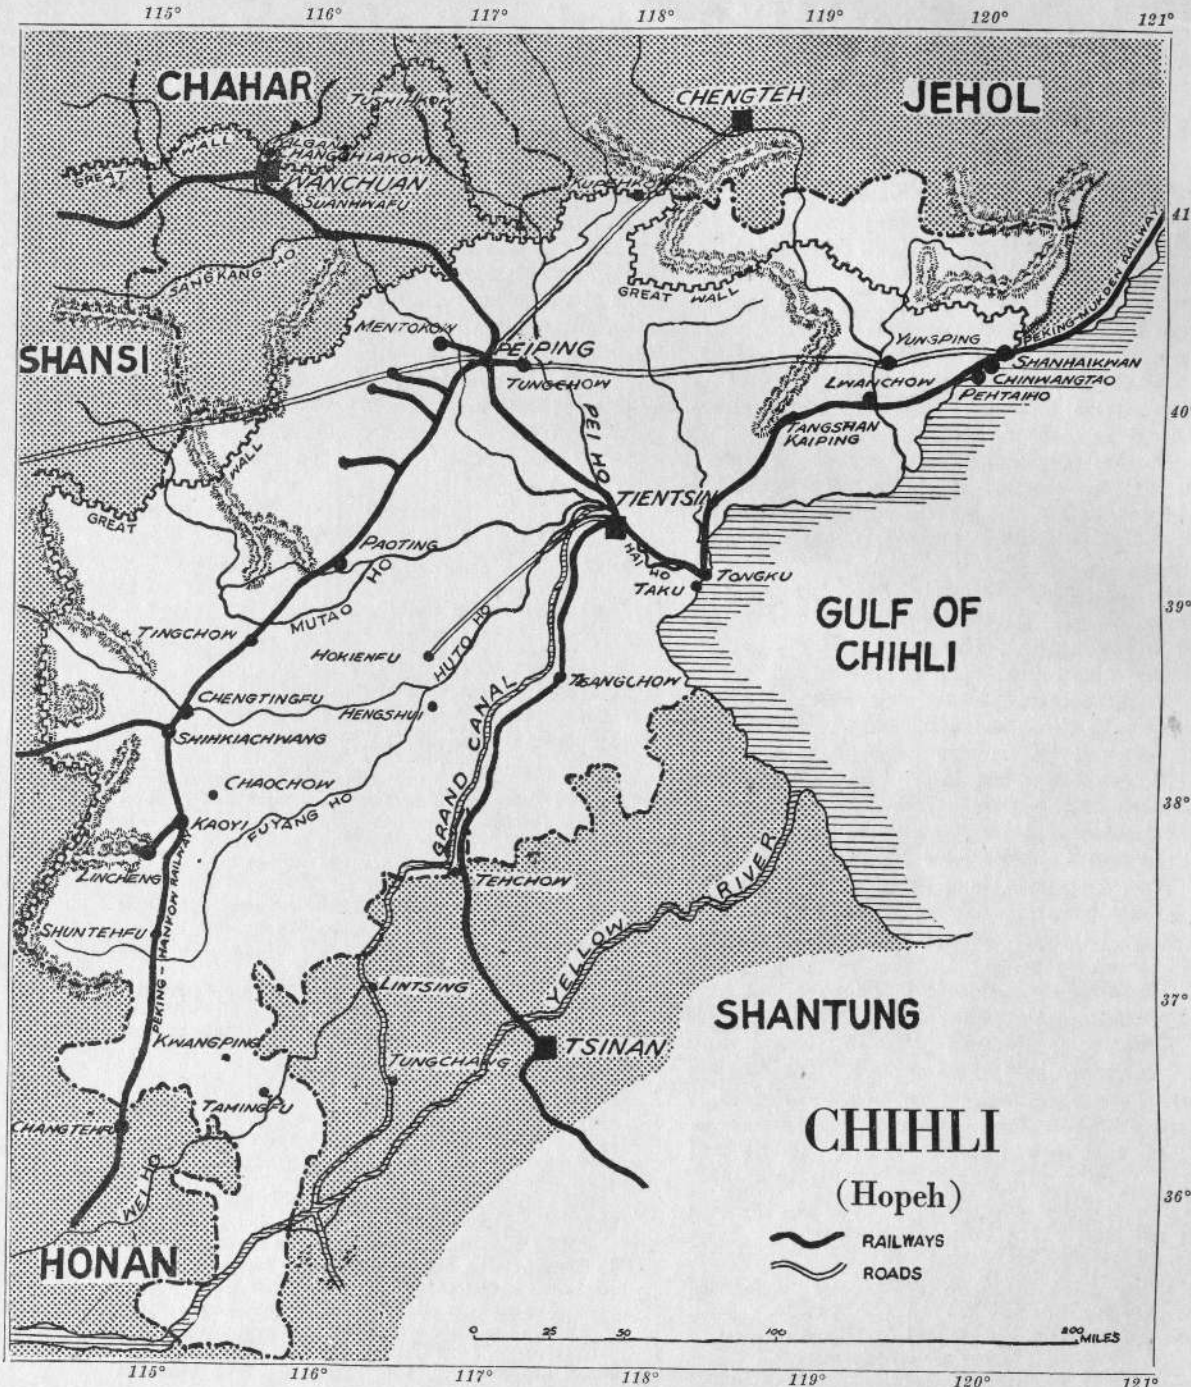 115° 116° 117° 118° 119° 120° 121°
CHAHAR
TUSHIHKOW
CHENGTEH
JEHOL
GREAT WALL
WANCHUAN
SUANHWAFU
41
SANGKANG HO
GREAT WALL
PEKING-MUKDEN RAILWAY
MENTOKOW
PEIPING
YUNGPING
SHANSI
SHANHAIKWAN
TUNGCHOW
LWANCHOW
CHINWANGTAO
PEHTAIHO
40
PEI HO
TANGSHAN
KAIPING
GREAT WALL
TIENTSIN
PAOTING
HAI HO
TONGKU
TAKU
39°
MUTAO HO
GULF OF
CHIHLI
TINGCHOW
HOKIENFU
HUTO HO
TSANGCHOW
CHENGTINGFU
HENGSHUI
GRAND CANAL
SHIHKIACHWANG
CHAOCHOW
38°
KAOYI
FUYANG HO
LINCHENG
TEHCHOW
YELLOW RIVER
SHUNTEHFU
PEKING-HANKOW RAILWAY
LINTSING
37°
SHANTUNG
KWANGPING
TSINAN
TUNGCHANG
TAMINGFU
CHANGTEHFU
CHIHLI
(Hopeh)
WEI HO
36°
RAILWAYS
HONAN
ROADS
0 25 50 100 200 MILES
115° 116° 117° 118° 119° 120° 121°